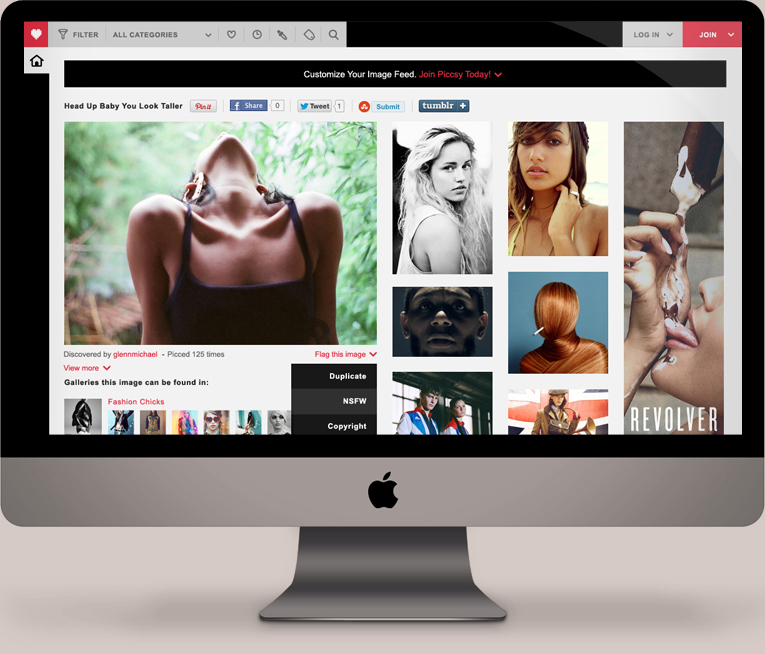 FILTER
ALL CATEGORIES
LOG IN
JOIN
Customize Your Image Feed. Join Piccsy Today!
Head Up Baby You Look Taller
Pin it
f Share
0
Tweet
1
Submit
tumblr +
Discovered by glennmichael - Picced 125 times
Flag this image
View more
Duplicate
Galleries this image can be found in:
NSFW
Fashion Chicks
Copyright
REVOLVER